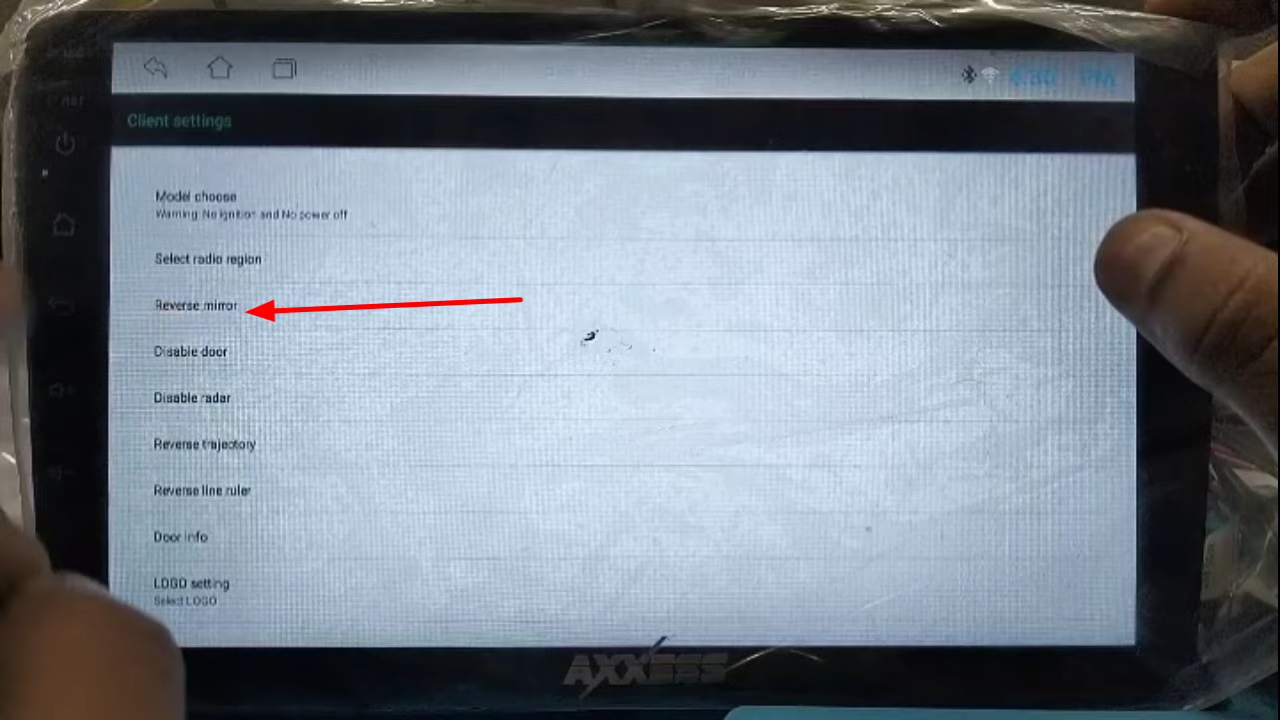 Client settings
Model choose
Warning: No ignition and No power off
Select radio region
Reverse mirror
Disable door
Disable radar
Reverse trajectory
Reverse line ruler
Door info
LOGO setting
Select LOGO
AXXESS